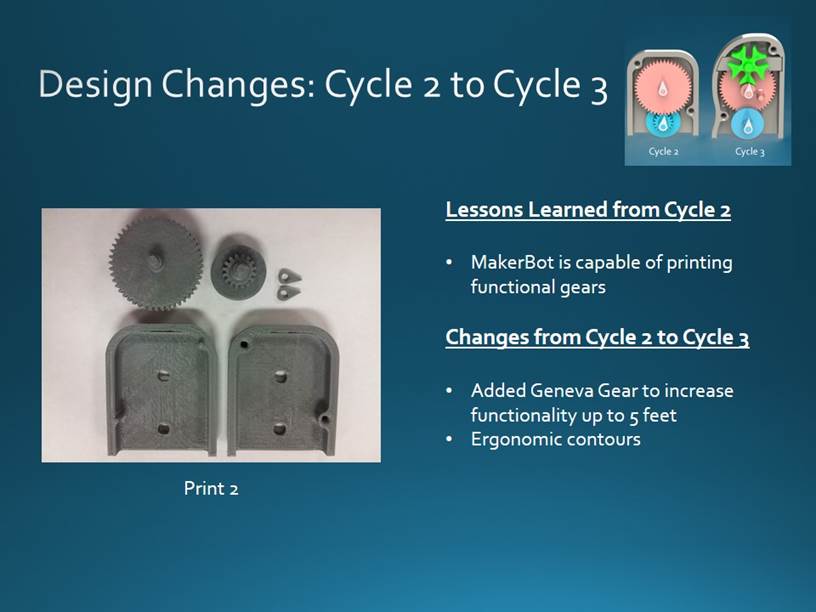 Design Changes: Cycle 2 to Cycle 3
Cycle 2
Cycle 3
Lessons Learned from Cycle 2
• MakerBot is capable of printing
functional gears
Changes from Cycle 2 to Cycle 3
• Added Geneva Gear to increase
functionality up to 5 feet
• Ergonomic contours
Print 2